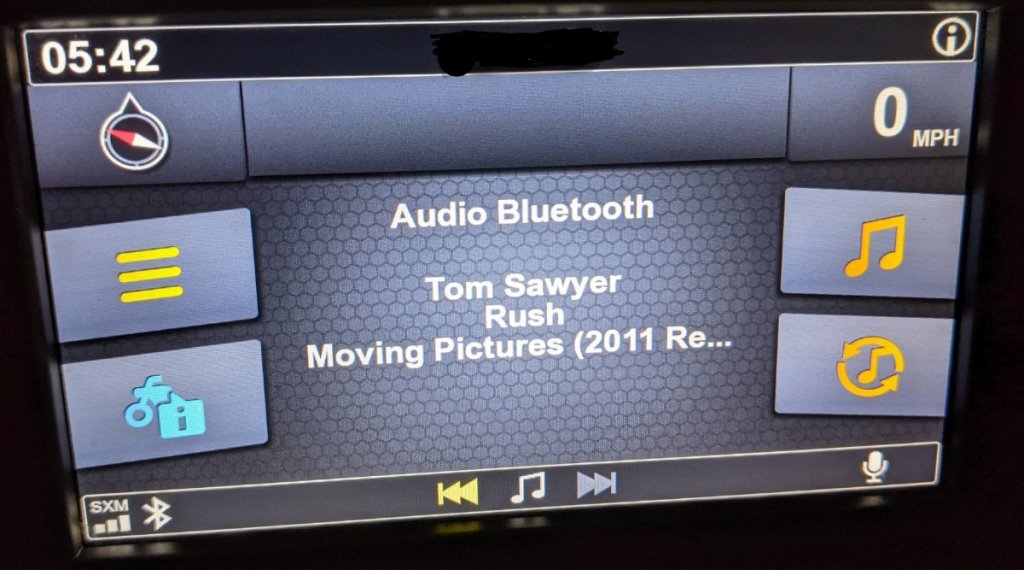 05:42
0
MPH
Audio Bluetooth
Tom Sawyer
Rush
Moving Pictures (2011 Re...
SXM